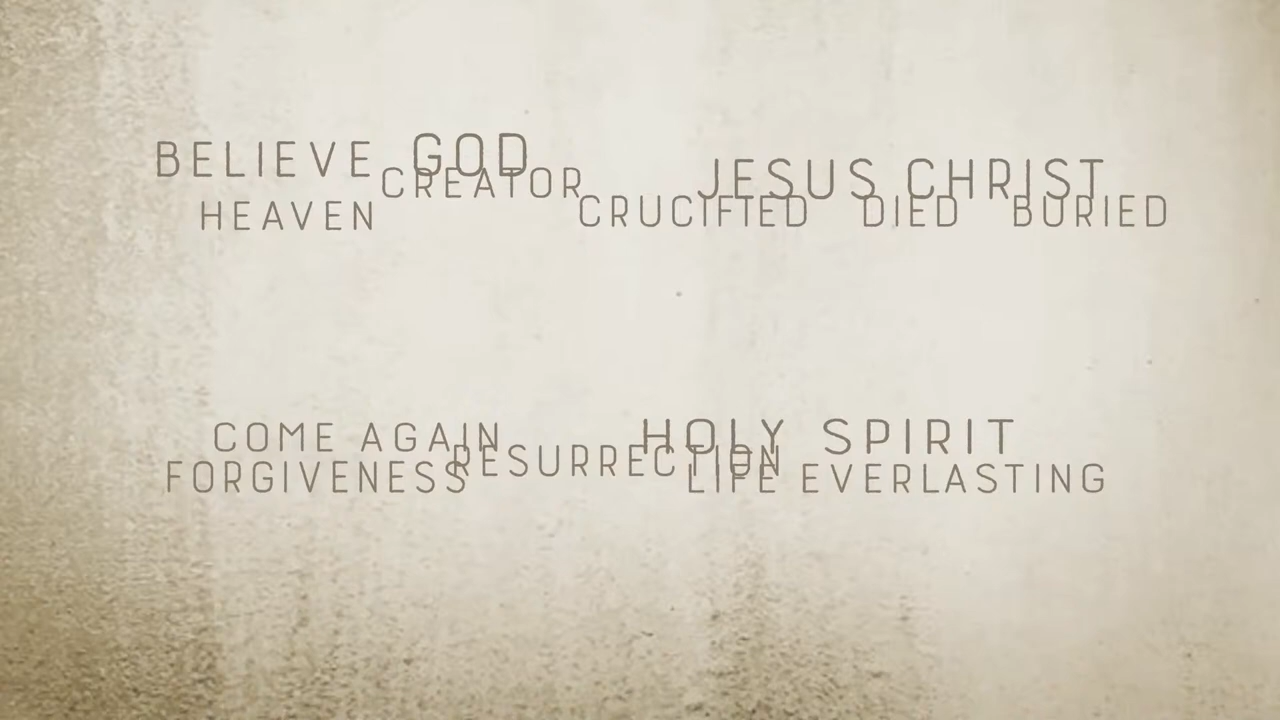 BELIEVE GOD JESUS CHRIST
HEAVEN CREATOR CRUCIFIED DIED BURIED
COME AGAIN HOLY SPIRIT
FORGIVENESS RESURRECTION LIFE EVERLASTING